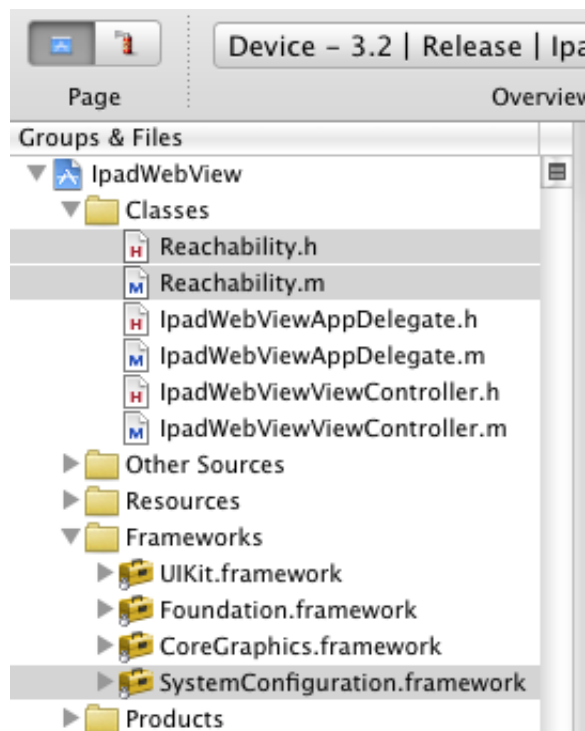 Device – 3.2 | Release | Ipa
Page
Overview
Groups & Files
IpadWebView
Classes
Reachability.h
Reachability.m
IpadWebViewAppDelegate.h
IpadWebViewAppDelegate.m
IpadWebViewViewController.h
IpadWebViewViewController.m
Other Sources
Resources
Frameworks
UIKit.framework
Foundation.framework
CoreGraphics.framework
SystemConfiguration.framework
Products